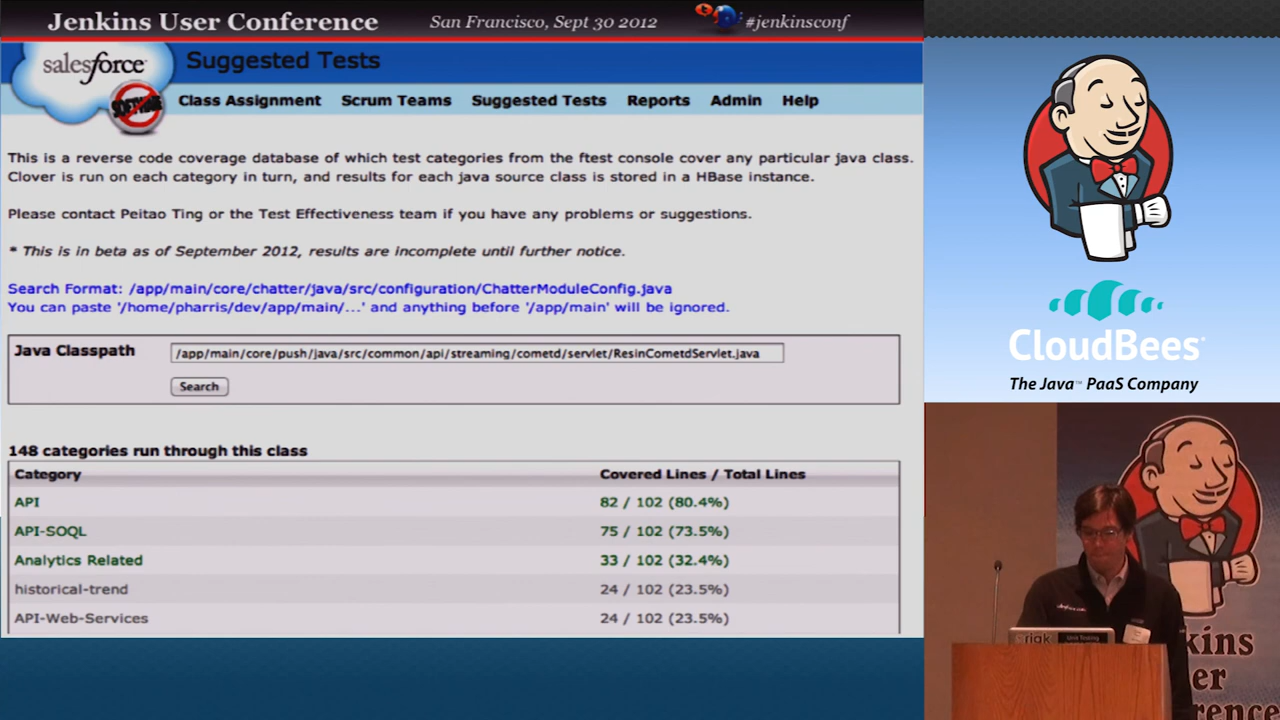 Jenkins User Conference
San Francisco, Sept 30 2012
#jenkinsconf
salesforce
SOFTWARE
Suggested Tests
Class Assignment Scrum Teams Suggested Tests Reports Admin Help
This is a reverse code coverage database of which test categories from the ftest console cover any particular java class.
Clover is run on each category in turn, and results for each java source class is stored in a HBase instance.
Please contact Peitao Ting or the Test Effectiveness team if you have any problems or suggestions.
* This is in beta as of September 2012, results are incomplete until further notice.
Search Format: /app/main/core/chatter/java/src/configuration/ChatterModuleConfig.java
You can paste '/home/pharris/dev/app/main/...' and anything before '/app/main' will be ignored.
Java Classpath /app/main/core/push/java/src/common/api/streaming/cometd/servlet/ResinCometdServlet.java
Search
148 categories run through this class
Category Covered Lines / Total Lines
API 82 / 102 (80.4%)
API-SOQL 75 / 102 (73.5%)
Analytics Related 33 / 102 (32.4%)
historical-trend 24 / 102 (23.5%)
API-Web-Services 24 / 102 (23.5%)
CloudBees
The Java™ PaaS Company
riak
Unit Testing
kins
er
rence